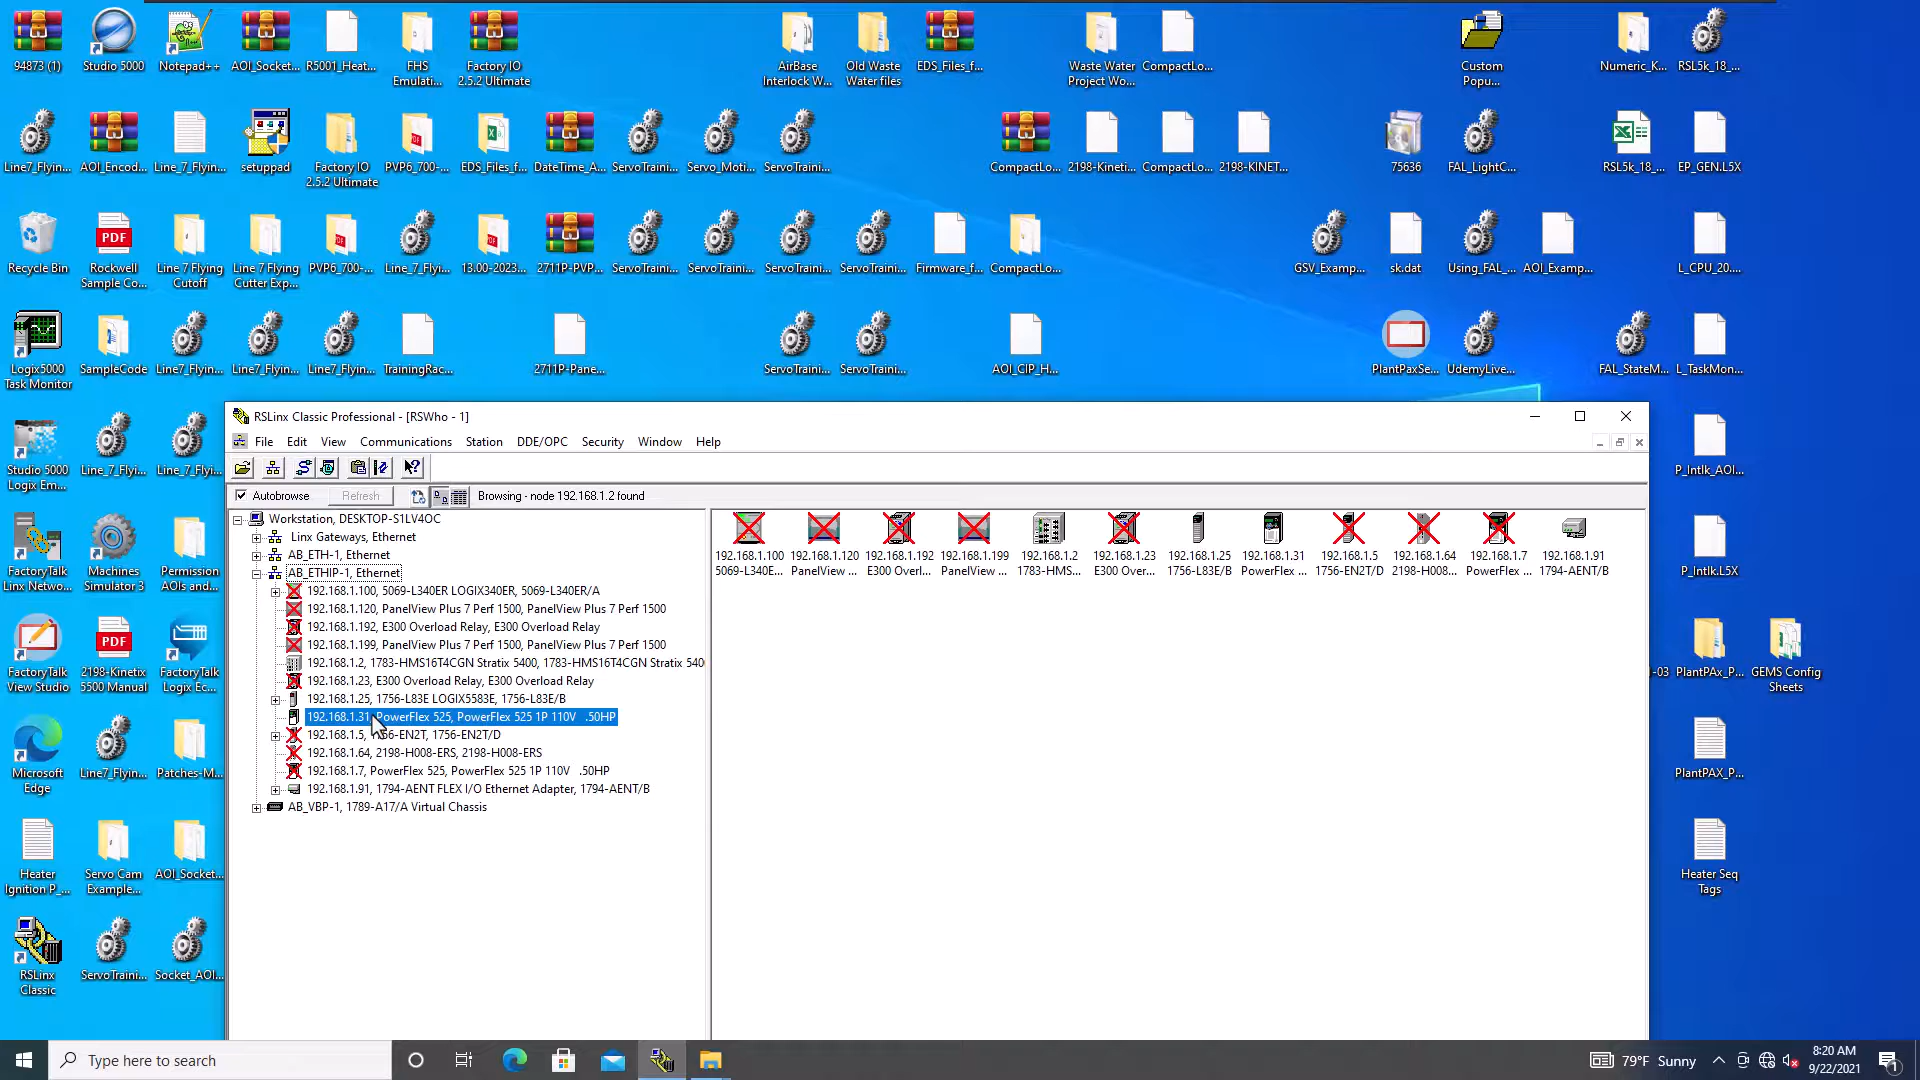 94873 (1)
Studio 5000
Notepad++
AOI_Socket...
R5001_Heat...
FHS
Emulati...
Factory IO
2.5.2 Ultimate
AirBase
Interlock W...
Old Waste
Water files
EDS_Files_f...
Waste Water
Project Wo...
CompactLo...
Custom
Popu...
Numeric_K...
RSL5k_18_...
Line7_Flyin...
AOI_Encod...
Line_7_Flyin...
setuppad
Factory IO
2.5.2 Ultimate
PVP6_700-...
EDS_Files_f...
DateTime_A...
ServoTraini...
Servo_Moti...
ServoTraini...
CompactLo...
2198-Kineti...
CompactLo...
2198-KINET...
75636
FAL_LightC...
RSL5k_18_...
EP_GEN.L5X
Recycle Bin
Rockwell
Sample Co...
Line 7 Flying
Cutoff
Line 7 Flying
Cutter Exp...
PVP6_700-...
Line_7_Flyi...
13.00-2023...
2711P-PVP...
ServoTraini...
ServoTraini...
ServoTraini...
ServoTraini...
Firmware_f...
CompactLo...
GSV_Examp...
sk.dat
Using_FAL_...
AOI_Examp...
L_CPU_20....
Logix5000
Task Monitor
SampleCode
Line7_Flyin...
Line7_Flyin...
Line7_Flyin...
TrainingRac...
2711P-Pane...
ServoTraini...
ServoTraini...
AOI_CIP_H...
PlantPaxSe...
UdemyLive...
FAL_StateM...
L_TaskMon...
Studio 5000
Logix Em...
Line_7_Flyi...
Line_7_Flyi...
P_Intlk_AOI...
FactoryTalk
Linx Netwo...
Machines
Simulator 3
Permission
AOIs and...
P_Intlk.L5X
FactoryTalk
View Studio
2198-Kinetix
5500 Manual
FactoryTalk
Logix Ec...
-03
PlantPAx_P...
GEMS Config
Sheets
Microsoft
Edge
Line7_Flyin...
Patches-M...
PlantPAX_P...
Heater
Ignition P_...
Servo Cam
Example...
AOI_Socket...
Heater Seq
Tags
RSLinx
Classic
ServoTraini...
Socket_AOI...
RSLinx Classic Professional - [RSWho - 1]
File Edit View Communications Station DDE/OPC Security Window Help
Autobrowse Refresh Browsing - node 192.168.1.2 found
Workstation, DESKTOP-S1LV4OC
Linx Gateways, Ethernet
AB_ETH-1, Ethernet
AB_ETHIP-1, Ethernet
192.168.1.100, 5069-L340ER LOGIX340ER, 5069-L340ER/A
192.168.1.120, PanelView Plus 7 Perf 1500, PanelView Plus 7 Perf 1500
192.168.1.192, E300 Overload Relay, E300 Overload Relay
192.168.1.199, PanelView Plus 7 Perf 1500, PanelView Plus 7 Perf 1500
192.168.1.2, 1783-HMS16T4CGN Stratix 5400, 1783-HMS16T4CGN Stratix 540
192.168.1.23, E300 Overload Relay, E300 Overload Relay
192.168.1.25, 1756-L83E LOGIX5583E, 1756-L83E/B
192.168.1.31, PowerFlex 525, PowerFlex 525 1P 110V .50HP
192.168.1.5, 1756-EN2T, 1756-EN2T/D
192.168.1.64, 2198-H008-ERS, 2198-H008-ERS
192.168.1.7, PowerFlex 525, PowerFlex 525 1P 110V .50HP
192.168.1.91, 1794-AENT FLEX I/O Ethernet Adapter, 1794-AENT/B
AB_VBP-1, 1789-A17/A Virtual Chassis
192.168.1.100
5069-L340E...
192.168.1.120
PanelView ...
192.168.1.192
E300 Overl...
192.168.1.199
PanelView ...
192.168.1.2
1783-HMS...
192.168.1.23
E300 Over...
192.168.1.25
1756-L83E/B
192.168.1.31
PowerFlex ...
192.168.1.5
1756-EN2T/D
192.168.1.64
2198-H008...
192.168.1.7
PowerFlex ...
192.168.1.91
1794-AENT/B
Type here to search
79°F Sunny
8:20 AM
9/22/2021
1